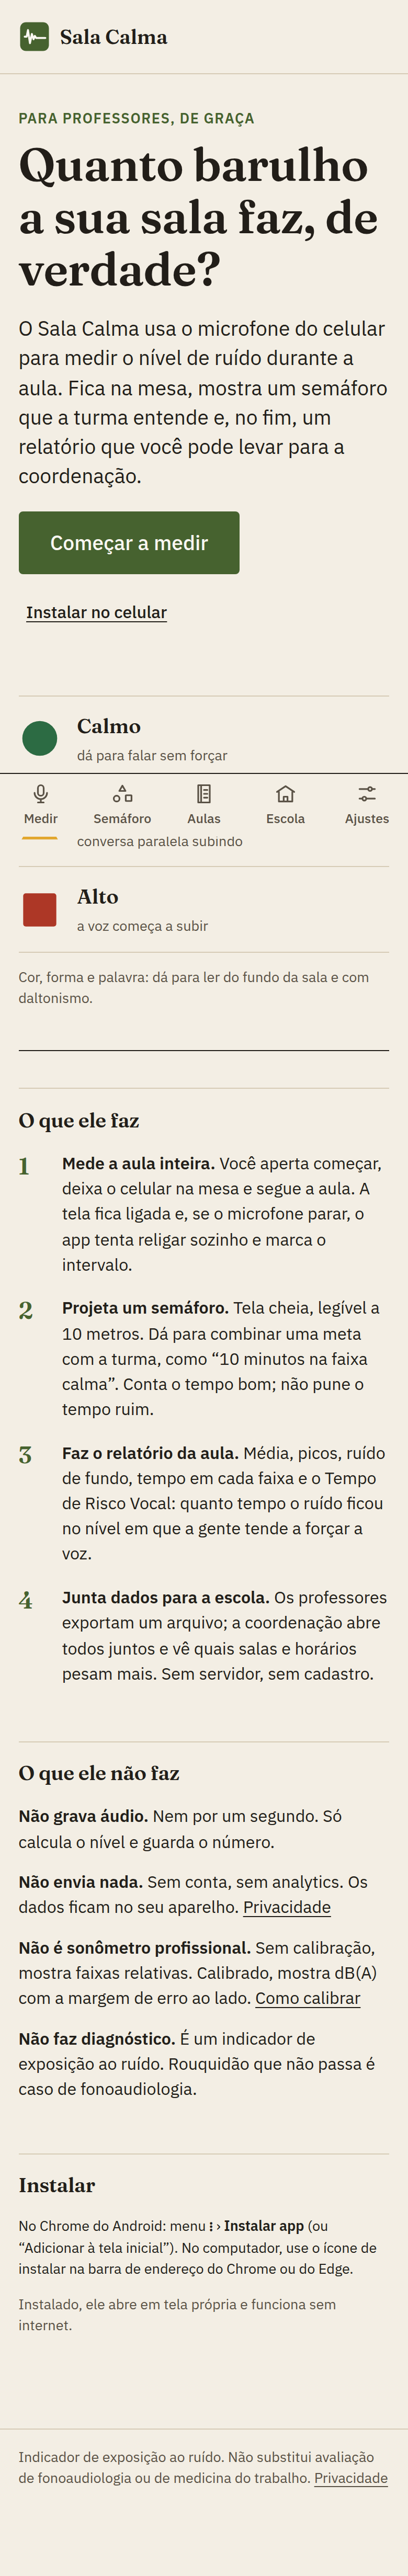 Sala Calma
PARA PROFESSORES, DE GRAÇA
Quanto barulho
a sua sala faz, de
verdade?
O Sala Calma usa o microfone do celular
para medir o nível de ruído durante a
aula. Fica na mesa, mostra um semáforo
que a turma entende e, no fim, um
relatório que você pode levar para a
coordenação.
Começar a medir
Instalar no celular
Calmo
dá para falar sem forçar
Medir Semáforo Aulas Escola Ajustes
conversa paralela subindo
Alto
a voz começa a subir
Cor, forma e palavra: dá para ler do fundo da sala e com
daltonismo.
O que ele faz
1 Mede a aula inteira. Você aperta começar,
deixa o celular na mesa e segue a aula. A
tela fica ligada e, se o microfone parar, o
app tenta religar sozinho e marca o
intervalo.
2 Projeta um semáforo. Tela cheia, legível a
10 metros. Dá para combinar uma meta
com a turma, como “10 minutos na faixa
calma”. Conta o tempo bom; não pune o
tempo ruim.
3 Faz o relatório da aula. Média, picos, ruído
de fundo, tempo em cada faixa e o Tempo
de Risco Vocal: quanto tempo o ruído ficou
no nível em que a gente tende a forçar a
voz.
4 Junta dados para a escola. Os professores
exportam um arquivo; a coordenação abre
todos juntos e vê quais salas e horários
pesam mais. Sem servidor, sem cadastro.
O que ele não faz
Não grava áudio. Nem por um segundo. Só
calcula o nível e guarda o número.
Não envia nada. Sem conta, sem analytics. Os
dados ficam no seu aparelho. Privacidade
Não é sonômetro profissional. Sem calibração,
mostra faixas relativas. Calibrado, mostra dB(A)
com a margem de erro ao lado. Como calibrar
Não faz diagnóstico. É um indicador de
exposição ao ruído. Rouquidão que não passa é
caso de fonoaudiologia.
Instalar
No Chrome do Android: menu ⋮ › Instalar app (ou
“Adicionar à tela inicial”). No computador, use o ícone de
instalar na barra de endereço do Chrome ou do Edge.
Instalado, ele abre em tela própria e funciona sem
internet.
Indicador de exposição ao ruído. Não substitui avaliação
de fonoaudiologia ou de medicina do trabalho. Privacidade